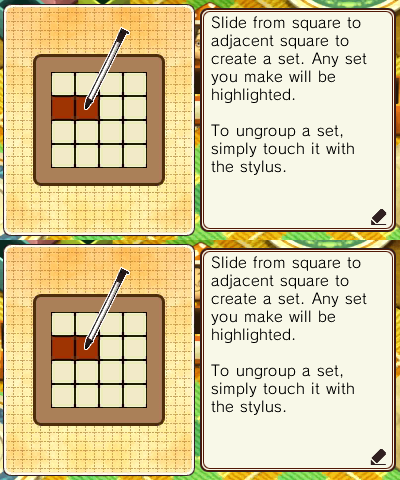 Slide from square to
adjacent square to
create a set. Any set
you make will be
highlighted.
To ungroup a set,
simply touch it with
the stylus.
Slide from square to
adjacent square to
create a set. Any set
you make will be
highlighted.
To ungroup a set,
simply touch it with
the stylus.